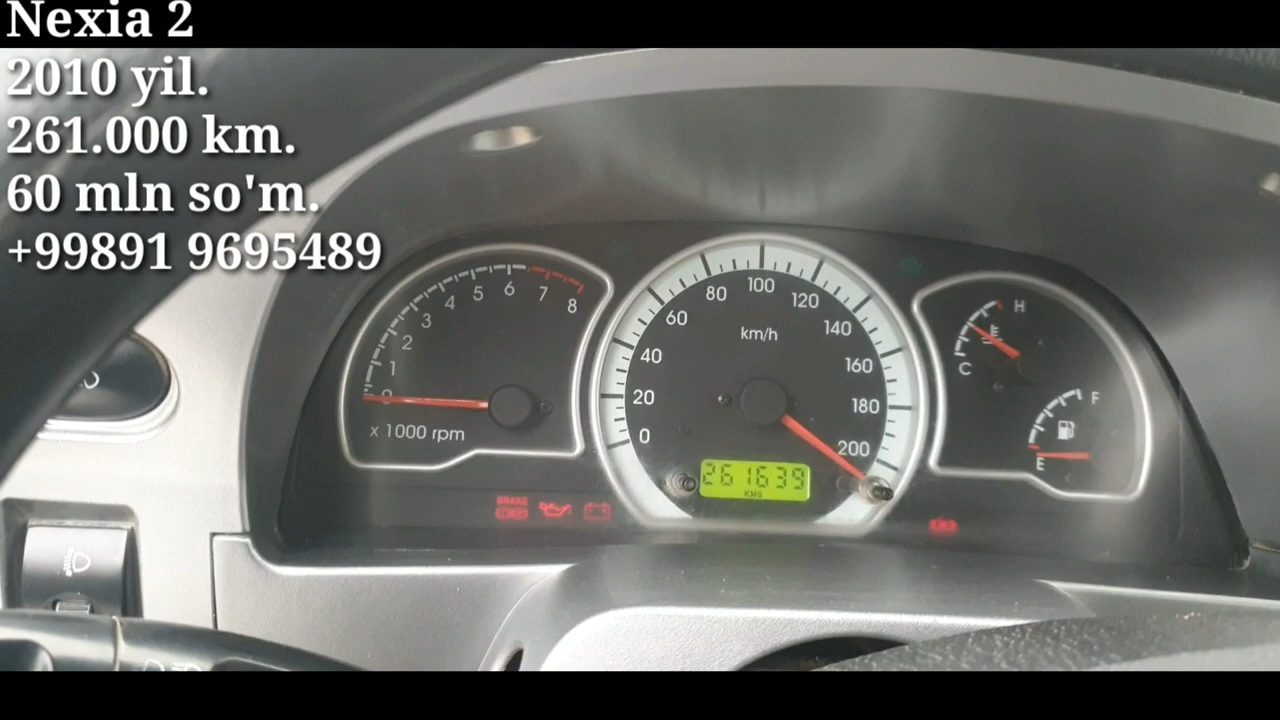 Nexia 2
2010 yil.
261.000 km.
60 mln so'm.
+99891 9695489
0
1
2
3
4
5
6
7
8
x 1000 rpm
0
20
40
60
80
100
120
140
160
180
200
km/h
261639
KMS
H
C
F
E
BRAKE